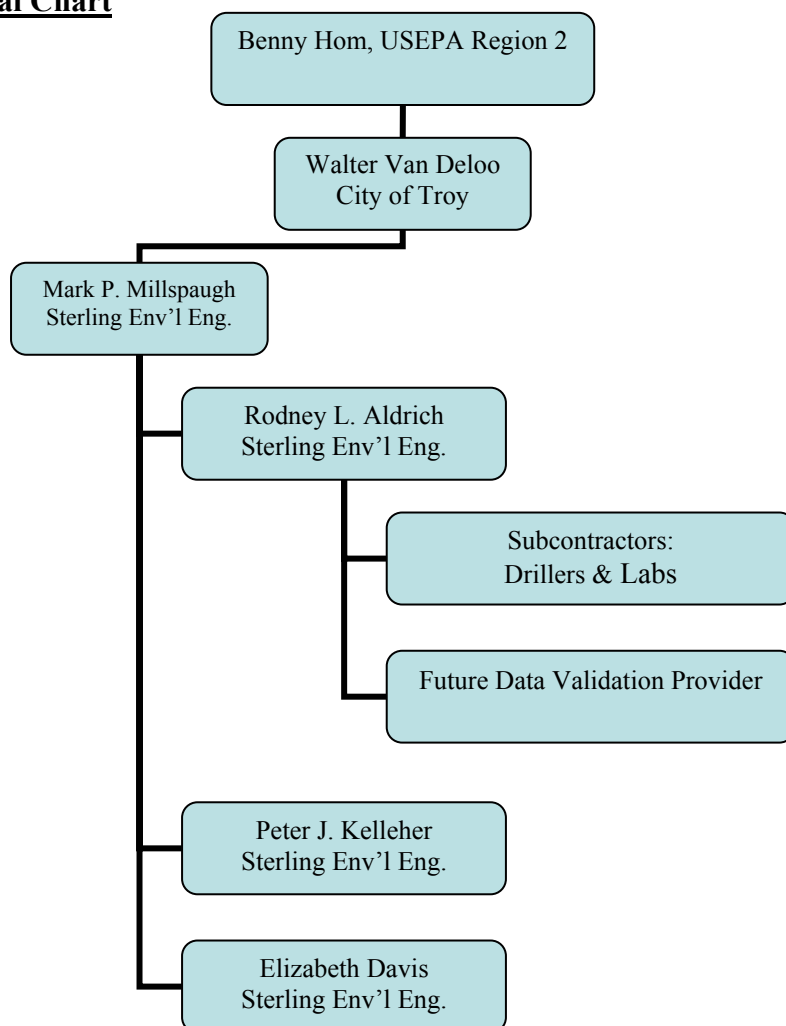 al Chart
Benny Hom, USEPA Region 2
Walter Van Deloo
City of Troy
Mark P. Millspaugh
Sterling Env’l Eng.
Rodney L. Aldrich
Sterling Env’l Eng.
Subcontractors:
Drillers & Labs
Future Data Validation Provider
Peter J. Kelleher
Sterling Env’l Eng.
Elizabeth Davis
Sterling Env’l Eng.